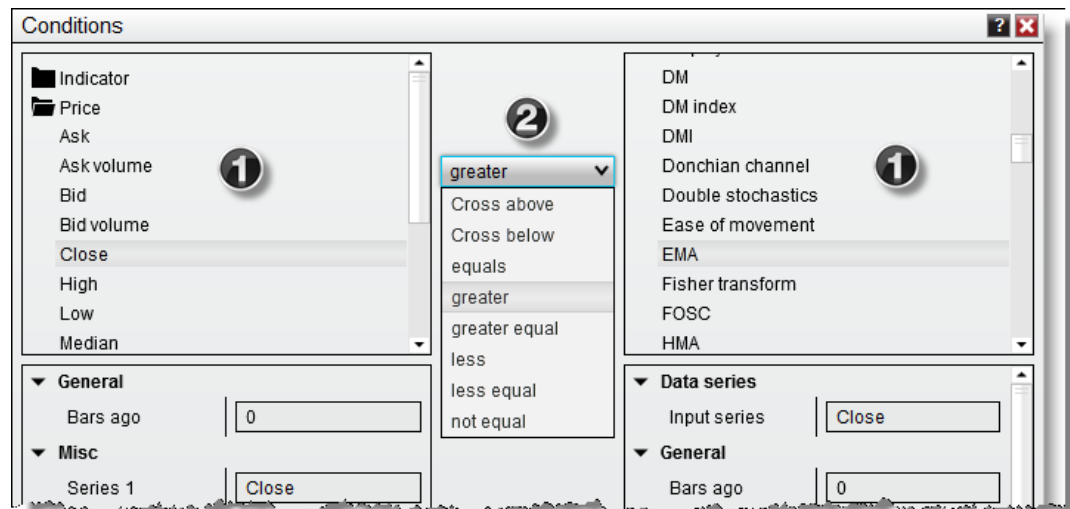 Conditions
?
Indicator
Price
Ask
Ask volume
Bid
Bid volume
Close
High
Low
Median
1
2
greater
Cross above
Cross below
equals
greater
greater equal
less
less equal
not equal
DM
DM index
DMI
Donchian channel
Double stochastics
Ease of movement
EMA
Fisher transform
FOSC
HMA
1
General
Bars ago 0
Misc
Series 1 Close
Data series
Input series Close
General
Bars ago 0